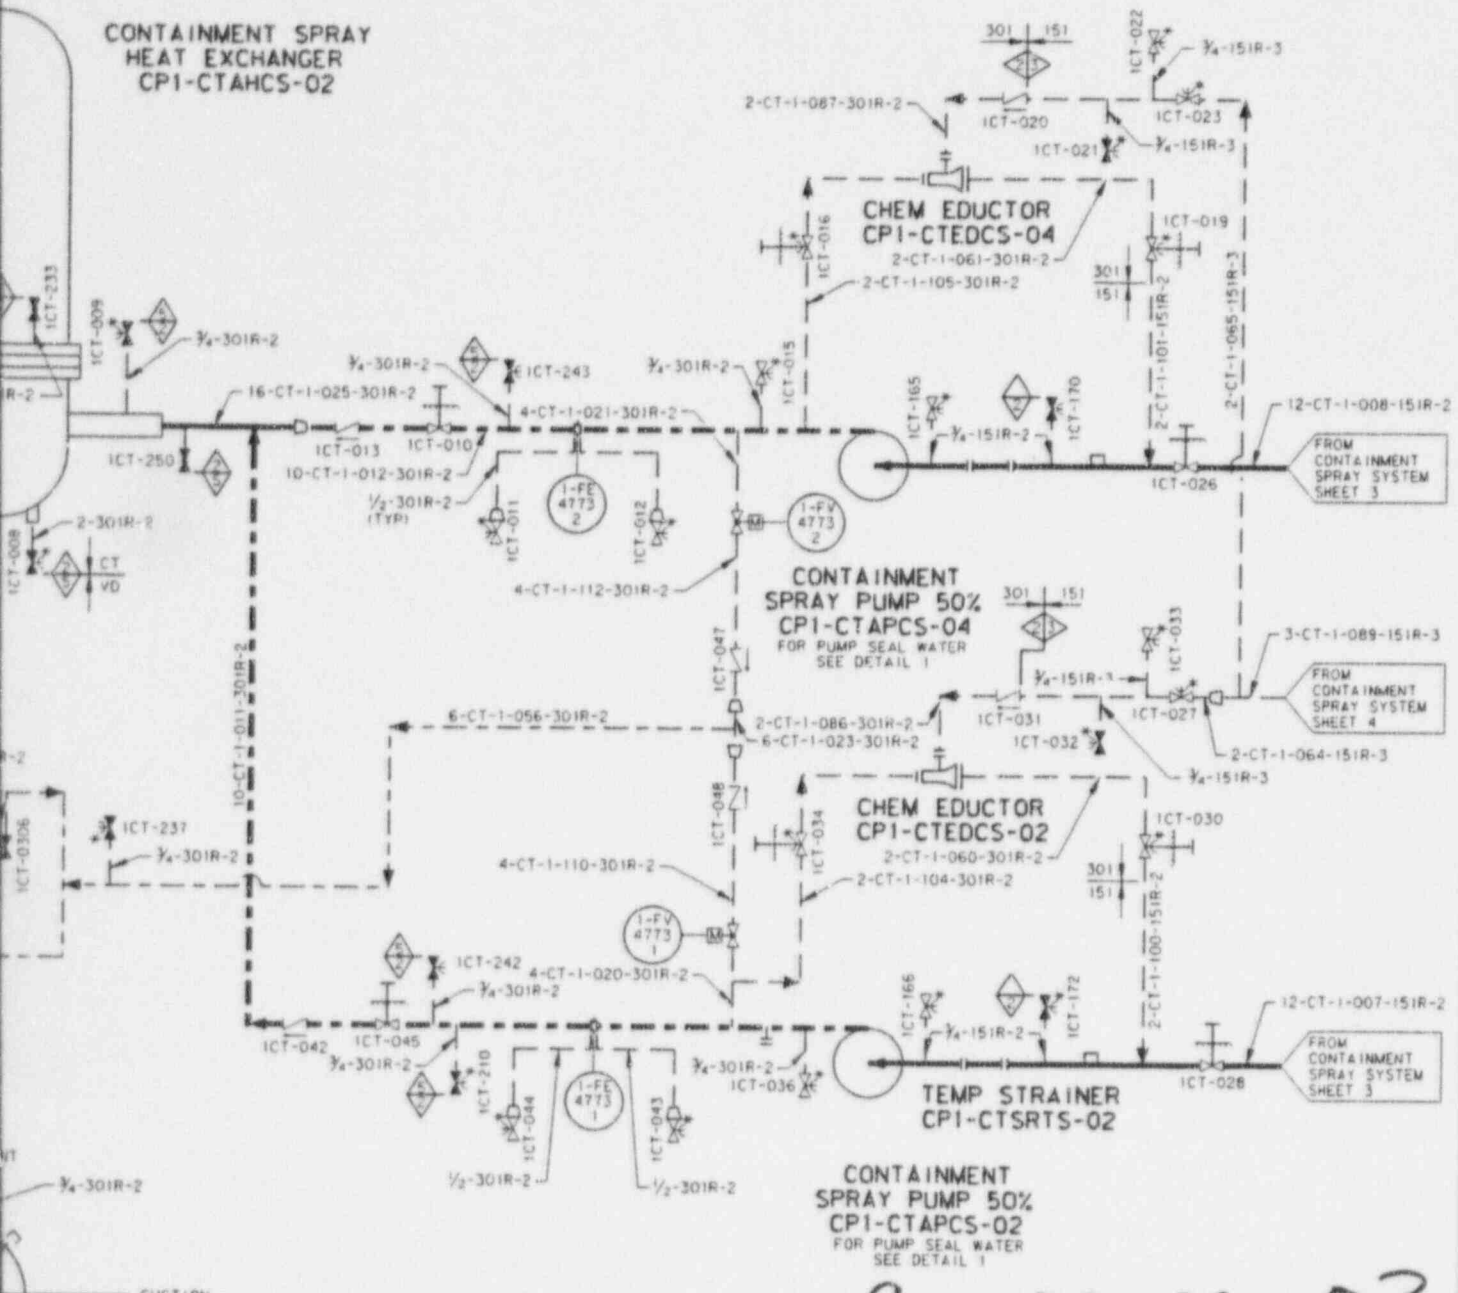 CONTAINMENT SPRAY
HEAT EXCHANGER
CP1-CTAHCS-02
301
151
1CT-022
¾-151R-3
2-CT-1-087-301R-2
1CT-020
1CT-023
1CT-021
¾-151R-3
CHEM EDUCTOR
CP1-CTEDCS-04
1CT-016
1CT-019
2-CT-1-061-301R-2
301
151
2-CT-1-105-301R-2
2-CT-1-101-151R-2
2-CT-1-065-151R-3
1CT-233
1CT-009
¾-301R-2
R-2
16-CT-1-025-301R-2
¾-301R-2
1CT-243
¾-301R-2
1CT-015
4-CT-1-021-301R-2
1CT-165
1CT-170
12-CT-1-008-151R-2
1CT-013
1CT-010
¾-151R-2
1CT-250
10-CT-1-012-301R-2
1CT-026
FROM
CONTAINMENT
SPRAY SYSTEM
SHEET 3
½-301R-2
(TYP)
1CT-011
1-FE
4773
2
1CT-012
M
1-FV
4773
2
2-301R-2
1CT-008
CT
VD
4-CT-1-112-301R-2
CONTAINMENT
SPRAY PUMP 50%
CP1-CTAPCS-04
FOR PUMP SEAL WATER
SEE DETAIL 1
301
151
1CT-033
3-CT-1-089-151R-3
1CT-047
¾-151R-3
10-CT-1-011-301R-2
6-CT-1-056-301R-2
2-CT-1-086-301R-2
1CT-031
1CT-027
FROM
CONTAINMENT
SPRAY SYSTEM
SHEET 4
6-CT-1-023-301R-2
1CT-032
2-CT-1-064-151R-3
R-2
¾-151R-3
1CT-048
CHEM EDUCTOR
CP1-CTEDCS-02
1CT-034
1CT-030
1CT-0306
1CT-237
¾-301R-2
2-CT-1-060-301R-2
4-CT-1-110-301R-2
2-CT-1-104-301R-2
301
151
2-CT-1-100-151R-2
1-FV
4773
1
M
1CT-242
4-CT-1-020-301R-2
¾-301R-2
1CT-166
1CT-172
12-CT-1-007-151R-2
1CT-042
1CT-045
¾-151R-2
¾-301R-2
1CT-210
¾-301R-2
1CT-036
1CT-028
FROM
CONTAINMENT
SPRAY SYSTEM
SHEET 3
1CT-044
1-FE
4773
1
1CT-043
TEMP STRAINER
CP1-CTSRTS-02
½-301R-2
½-301R-2
¾-301R-2
CONTAINMENT
SPRAY PUMP 50%
CP1-CTAPCS-02
FOR PUMP SEAL WATER
SEE DETAIL 1